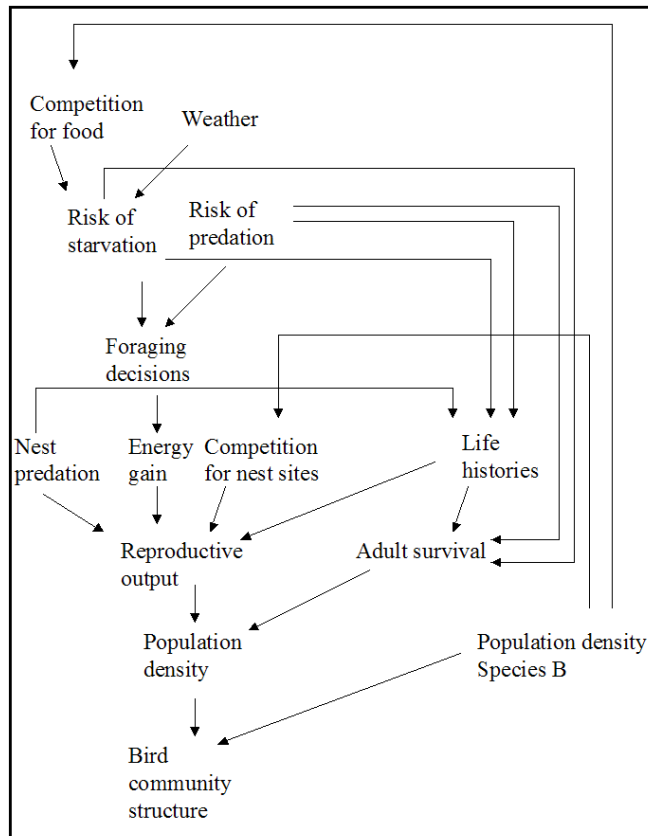 Competition
for food
Weather
Risk of
starvation
Risk of
predation
Foraging
decisions
Nest
predation
Energy
gain
Competition
for nest sites
Life
histories
Reproductive
output
Adult survival
Population
density
Population density
Species B
Bird
community
structure